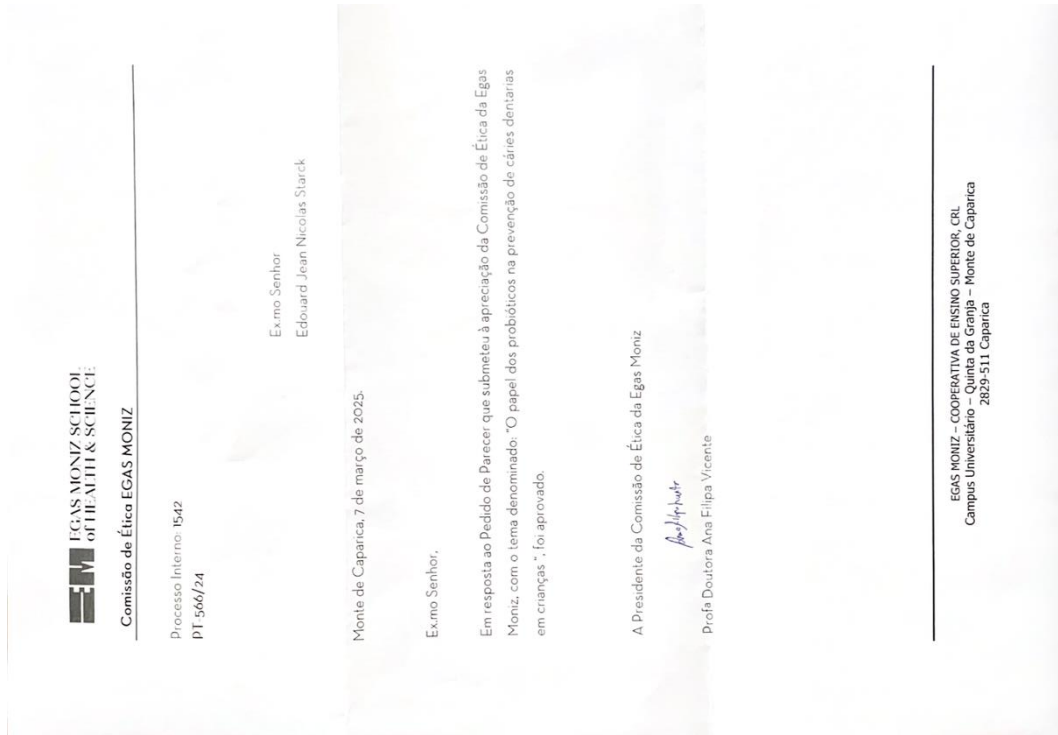 EGAS MONIZ SCHOOL
of HEALTH & SCIENCE
Comissão de Ética EGAS MONIZ
Processo Interno: 1542
PT-566/24
Ex.mo Senhor
Edouard Jean Nicolas Starck
Monte de Caparica, 7 de março de 2025.
Ex.mo Senhor,
Em resposta ao Pedido de Parecer que submeteu à apreciação da Comissão de Ética da Egas
Moniz, com o tema denominado: "O papel dos probióticos na prevenção de cáries dentarias
em crianças ", foi aprovado.
A Presidente da Comissão de Ética da Egas Moniz
Profa Doutora Ana Filipa Vicente
EGAS MONIZ – COOPERATIVA DE ENSINO SUPERIOR, CRL
Campus Universitário – Quinta da Granja – Monte de Caparica
2829-511 Caparica